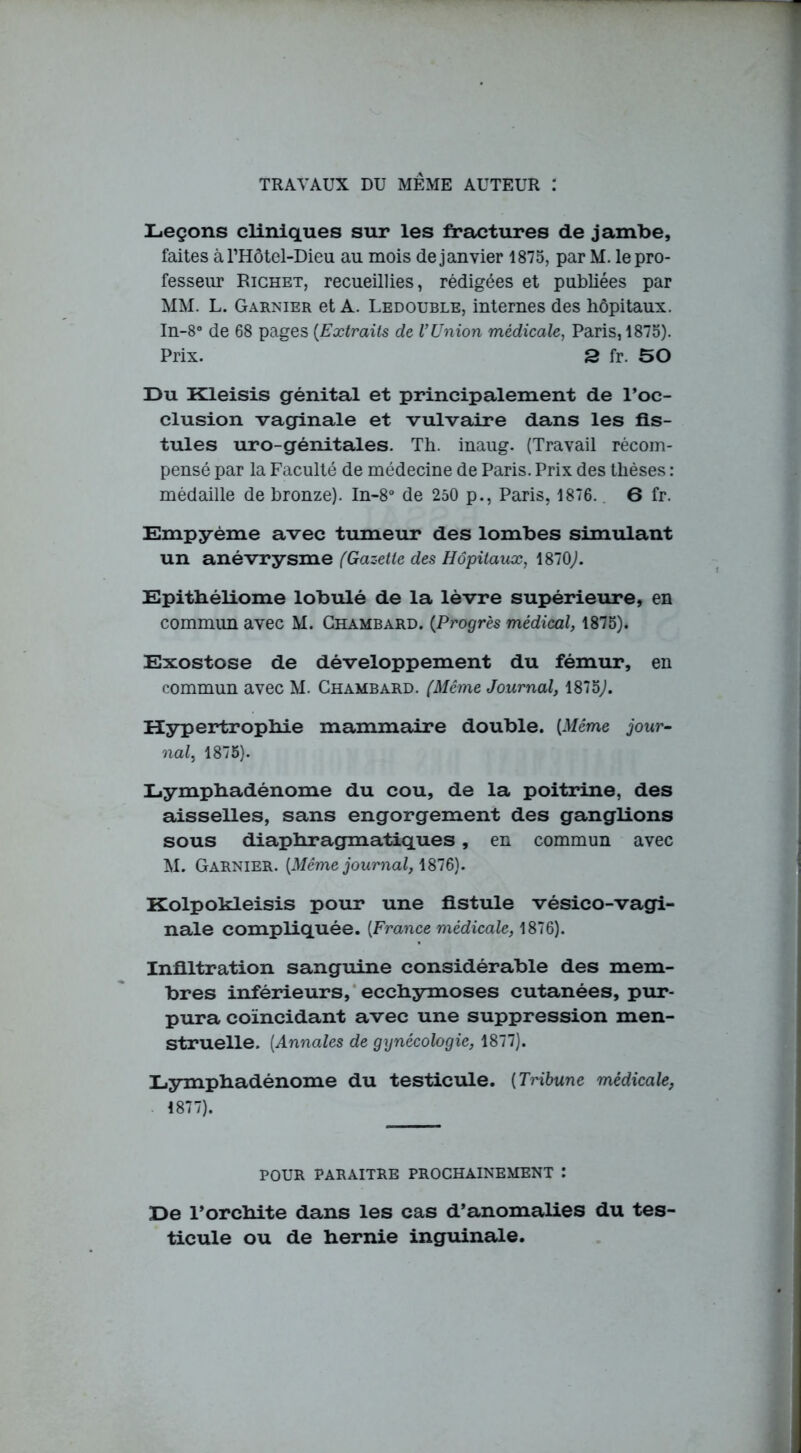 TRAVAUX DU MÊME AUTEUR :
Leçons cliniques sur les fractures de jambe,
faites à l'Hôtel-Dieu au mois de janvier 1875, par M. le pro-
fesseur RICHET, recueillies, rédigées et publiées par
MM. L. GARNIER et A. LEDOUBLE, internes des hôpitaux.
In-8° de 68 pages (Extraits de l'Union médicale, Paris, 1875).
Prix. 2 fr. 50
Du Kleisis génital et principalement de l'oc-
clusion vaginale et vulvaire dans les fis-
tules uro-génitales. Th. inaug. (Travail récom-
pensé par la Faculté de médecine de Paris. Prix des thèses :
médaille de bronze). In-8° de 250 p., Paris, 1876. 6 fr.
Empyème avec tumeur des lombes simulant
un anévrysme (Gazette des Hôpitaux, 1870).
Epithéliome lobulé de la lèvre supérieure, en
commun avec M. CHAMBARD. (Progrès médical, 1875).
Exostose de développement du fémur, en
commun avec M. CHAMBARD. (Même Journal, 1875).
Hypertrophie mammaire double. (Même jour-
nal, 1875).
Lymphadénome du cou, de la poitrine, des
aisselles, sans engorgement des ganglions
sous diaphragmatiques, en commun avec
M. GARNIER. (Même journal, 1876).
Kolpokleisis pour une fistule vésico-vagi-
nale compliquée. (France médicale, 1876).
Infiltration sanguine considérable des mem-
bres inférieurs, ecchymoses cutanées, pur-
pura coïncidant avec une suppression men-
struelle. (Annales de gynécologie, 1877).
Lymphadénome du testicule. (Tribune médicale,
1877).
POUR PARAITRE PROCHAINEMENT :
De l'orchite dans les cas d'anomalies du tes-
ticule ou de hernie inguinale.